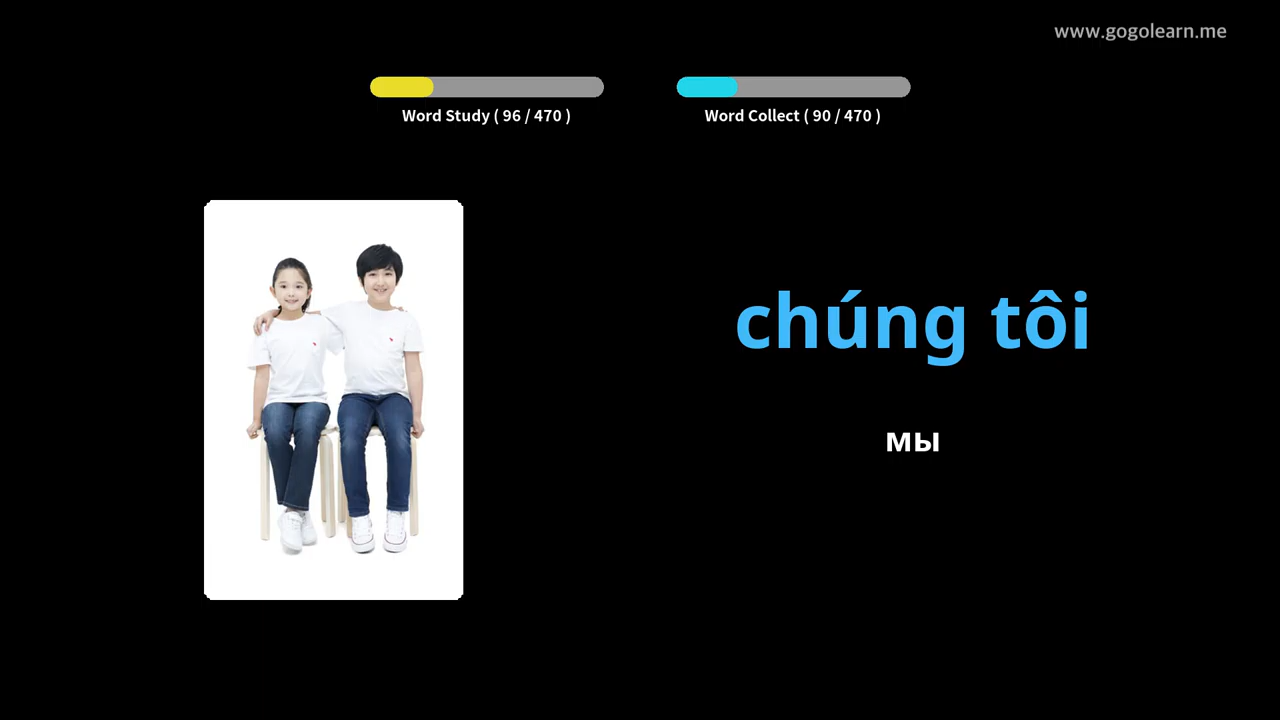 www.gogolearn.me
Word Study ( 96 / 470 )
Word Collect ( 90 / 470 )
chúng tôi
мы